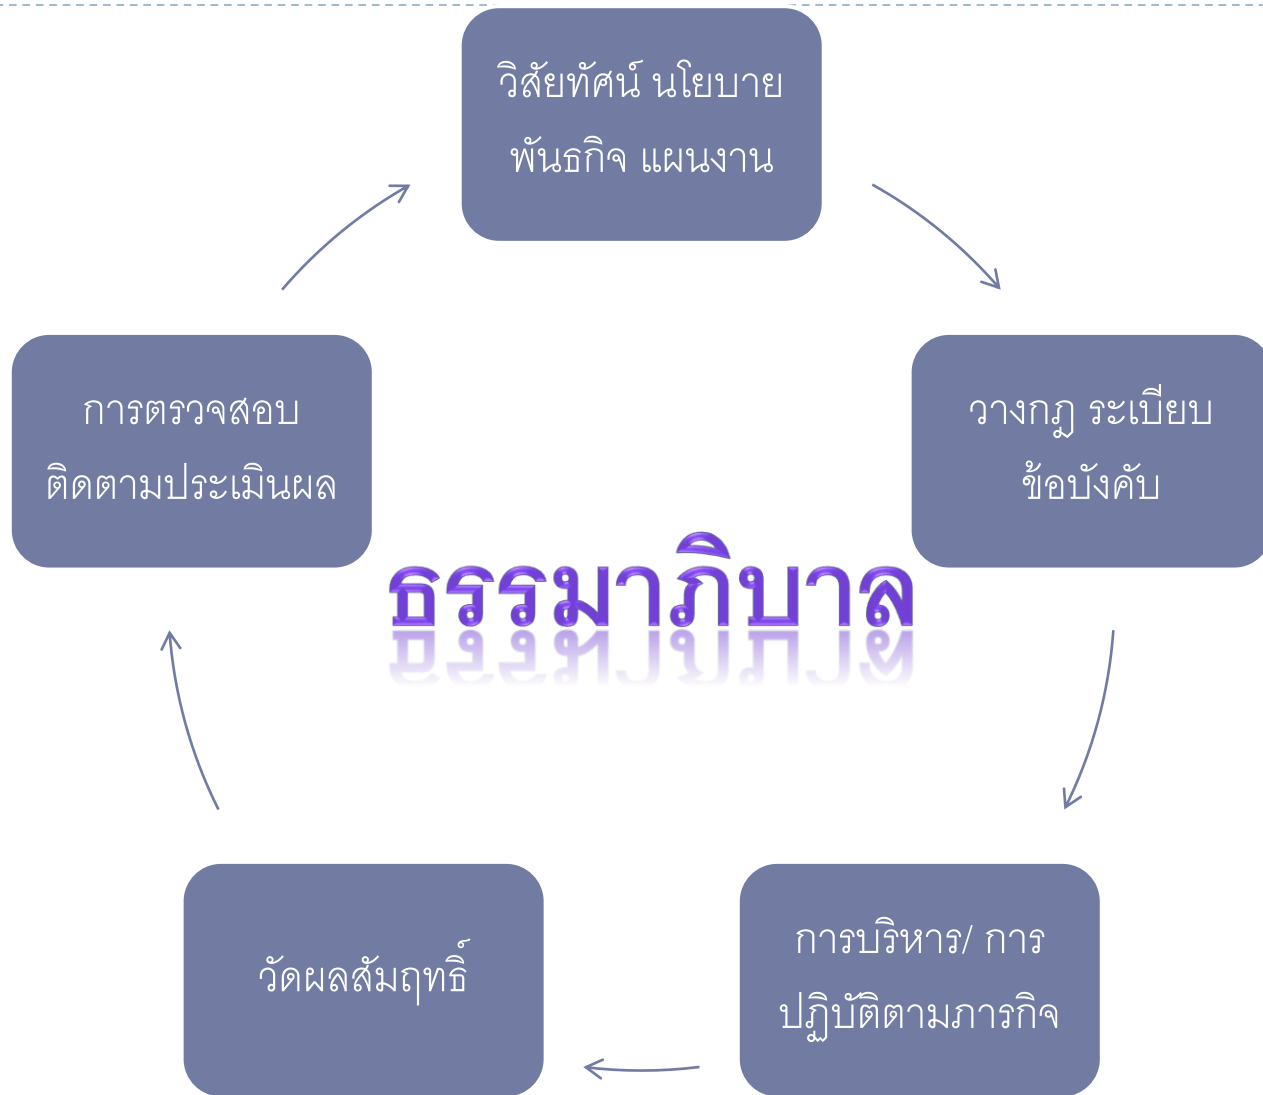 วิสัยทัศน์ นโยบาย
พันธกิจ แผนงาน
วางกฎ ระเบียบ
ข้อบังคับ
การบริหาร/ การ
ปฏิบัติตามภารกิจ
วัดผลสัมฤทธิ์
การตรวจสอบ
ติดตามประเมินผล
ธรรมาภิบาล